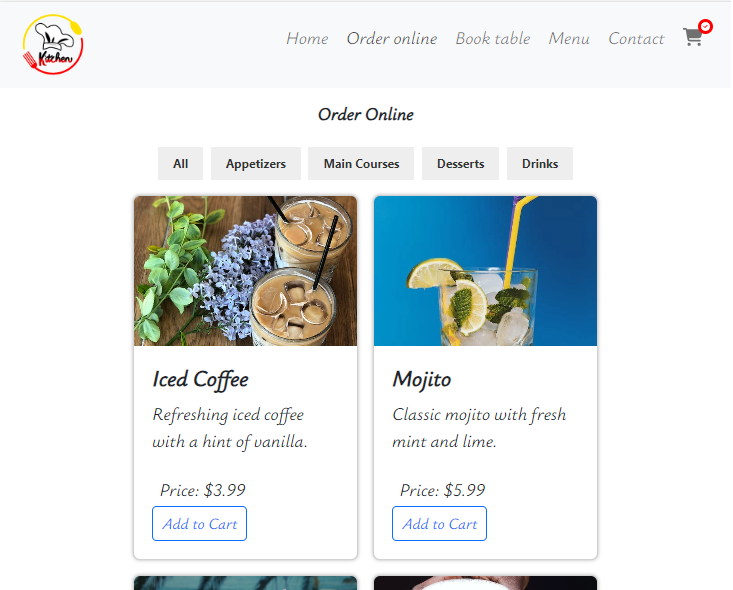 Kitchen
Home Order online Book table Menu Contact
Order Online
All Appetizers Main Courses Desserts Drinks
Iced Coffee
Refreshing iced coffee
with a hint of vanilla.
Price: $3.99
Add to Cart
Mojito
Classic mojito with fresh
mint and lime.
Price: $5.99
Add to Cart